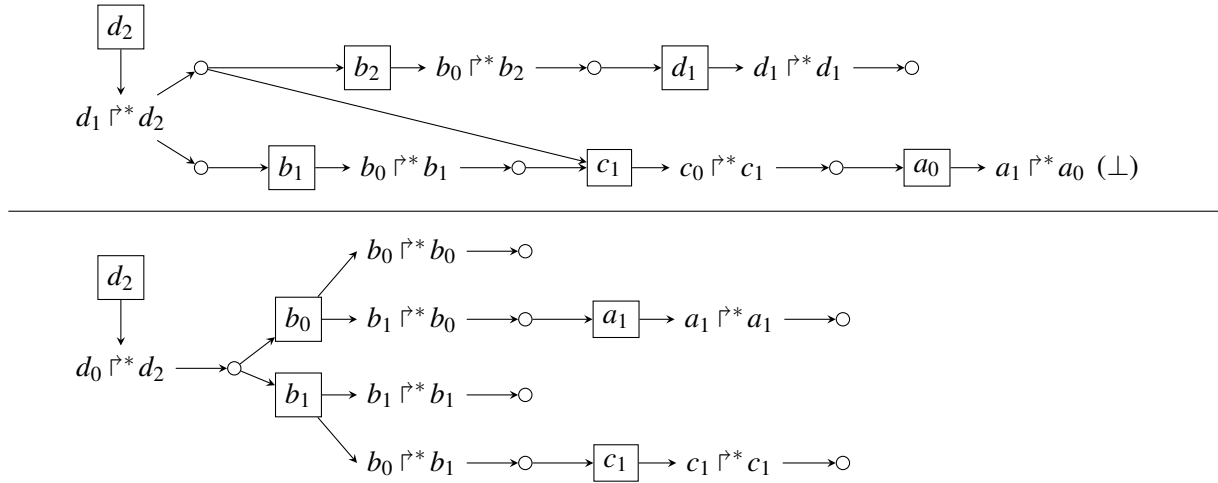 d₂
b₂ b₀ ↱* b₂ d₁ d₁ ↱* d₁
d₁ ↱* d₂
b₁ b₀ ↱* b₁ c₁ c₀ ↱* c₁ a₀ a₁ ↱* a₀ (⊥)
b₀ ↱* b₀
d₂
b₀ b₁ ↱* b₀ a₁ a₁ ↱* a₁
d₀ ↱* d₂
b₁ b₁ ↱* b₁
b₀ ↱* b₁ c₁ c₁ ↱* c₁